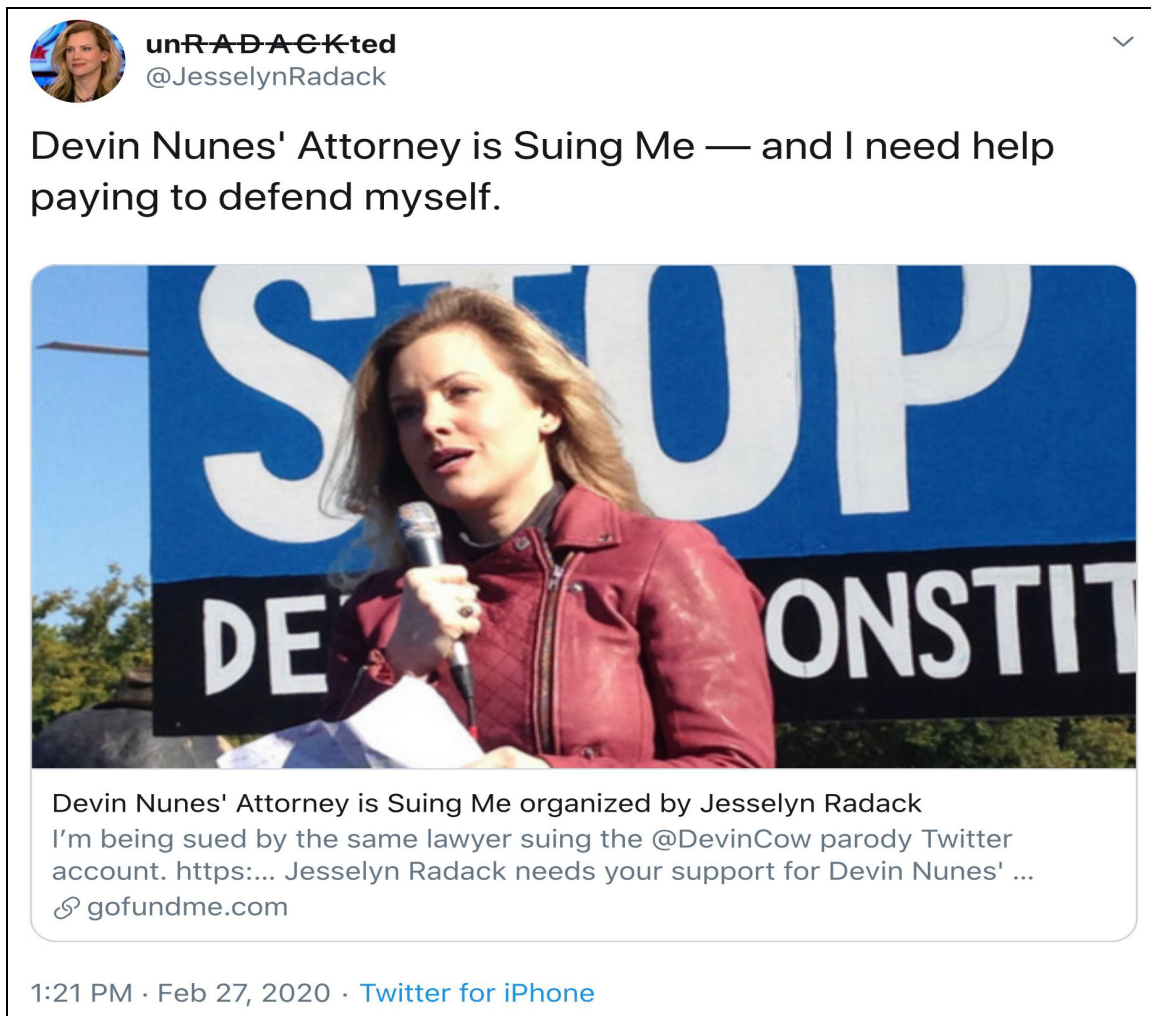 unRADACKted
@JesselynRadack
Devin Nunes' Attorney is Suing Me — and I need help
paying to defend myself.
STOP
DE ONSTIT
Devin Nunes' Attorney is Suing Me organized by Jesselyn Radack
I’m being sued by the same lawyer suing the @DevinCow parody Twitter
account. https:... Jesselyn Radack needs your support for Devin Nunes' ...
gofundme.com
1:21 PM · Feb 27, 2020 · Twitter for iPhone